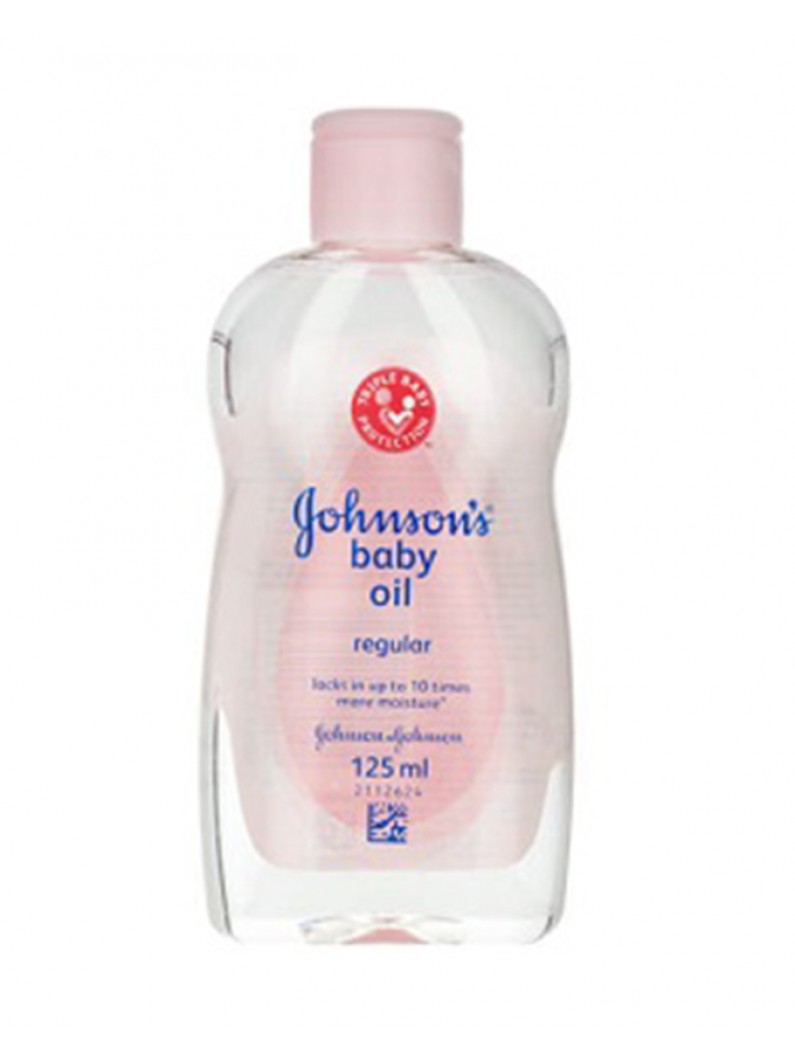 TRIPLE BABY
PROTECTION
Johnson's®
baby
oil
regular
locks in up to 10 times
more moisture*
Johnson & Johnson
125 ml
2112624